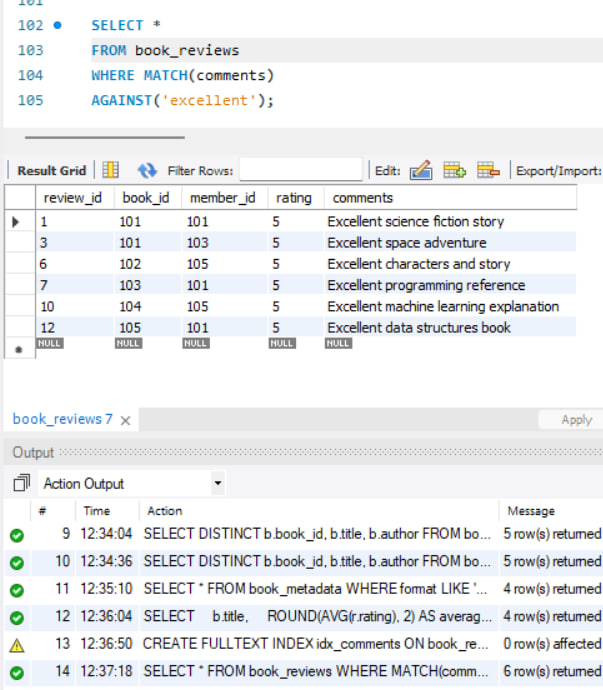 101
102 SELECT *
103 FROM book_reviews
104 WHERE MATCH(comments)
105 AGAINST('excellent');
Result Grid Filter Rows: Edit: Export/Import:
review_id book_id member_id rating comments
1 101 101 5 Excellent science fiction story
3 101 103 5 Excellent space adventure
6 102 105 5 Excellent characters and story
7 103 101 5 Excellent programming reference
10 104 105 5 Excellent machine learning explanation
12 105 101 5 Excellent data structures book
NULL NULL NULL NULL NULL
book_reviews 7 Apply
Output
Action Output
# Time Action Message
9 12:34:04 SELECT DISTINCT b.book_id, b.title, b.author FROM bo... 5 row(s) returned
10 12:34:36 SELECT DISTINCT b.book_id, b.title, b.author FROM bo... 5 row(s) returned
11 12:35:10 SELECT * FROM book_metadata WHERE format LIKE '... 4 row(s) returned
12 12:36:04 SELECT b.title, ROUND(AVG(r.rating), 2) AS averag... 4 row(s) returned
13 12:36:50 CREATE FULLTEXT INDEX idx_comments ON book_re... 0 row(s) affected
14 12:37:18 SELECT * FROM book_reviews WHERE MATCH(comm... 6 row(s) returned